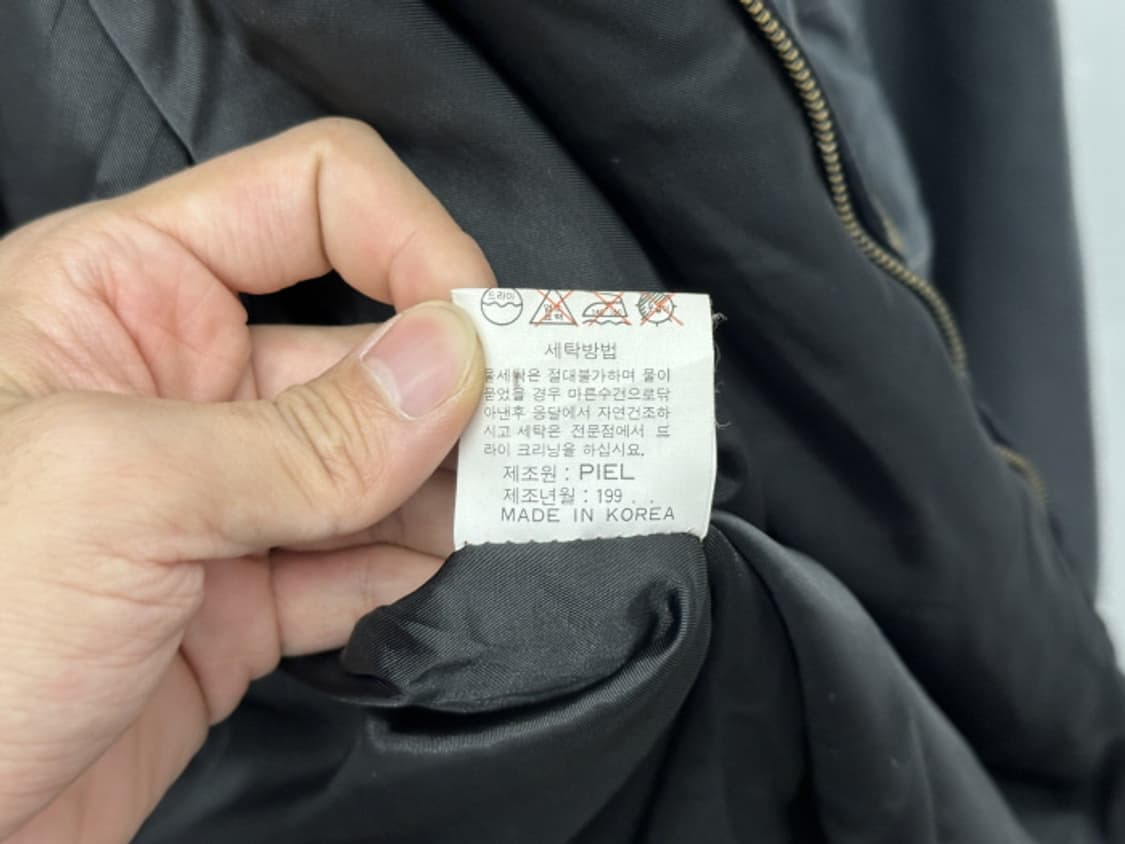 드라이
세탁방법
물세탁은 절대불가하며 물이
묻었을 경우 마른수건으로닦
아낸후 응달에서 자연건조하
시고 세탁은 전문점에서 드
라이 크리닝을 하십시요.
제조원 : PIEL
제조년월 : 199 . .
MADE IN KOREA